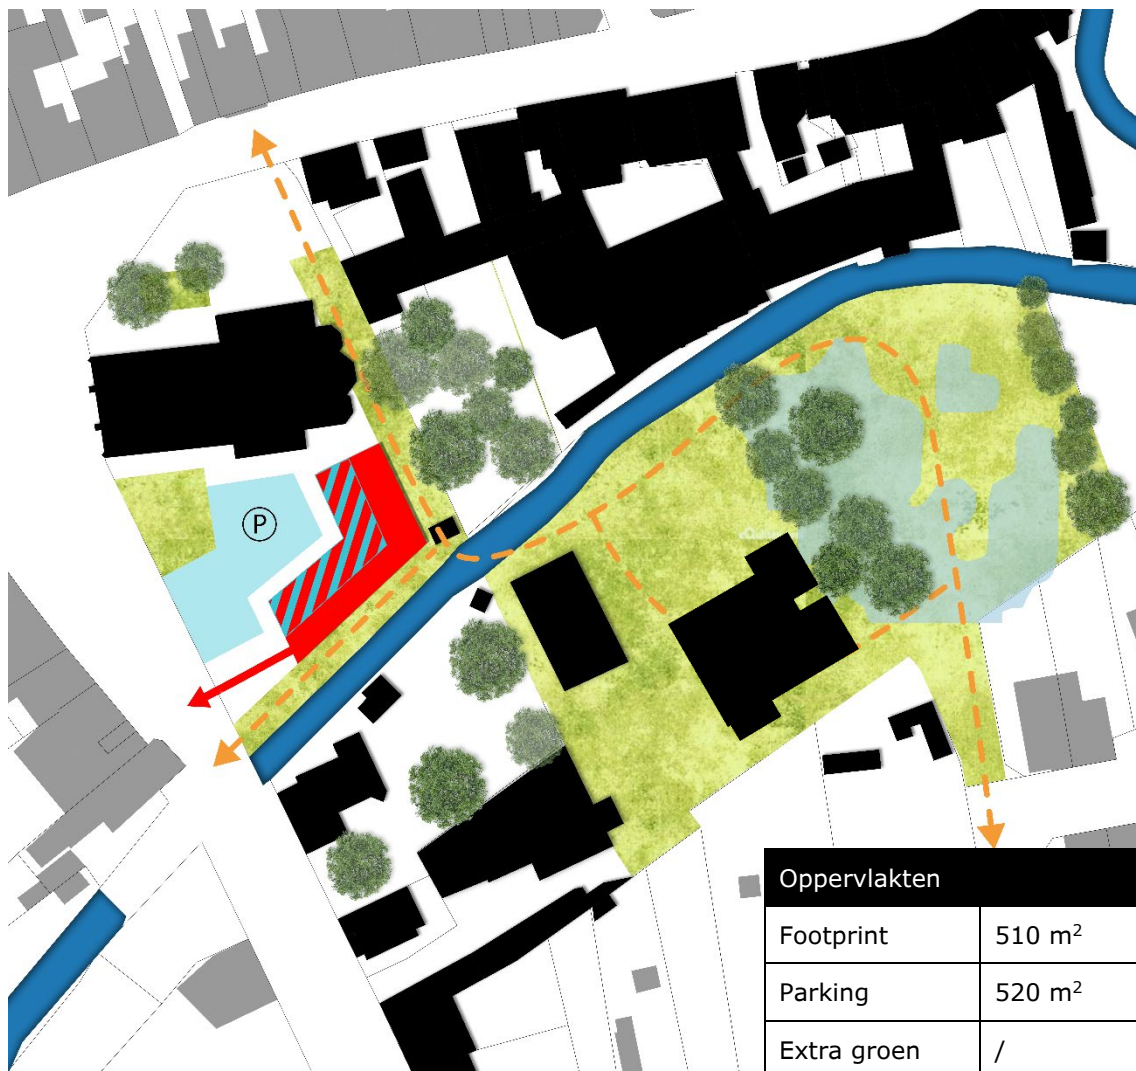 P
Oppervlakten
Footprint 510 m²
Parking 520 m²
Extra groen /